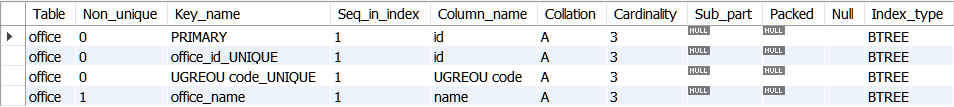 Table Non_unique Key_name Seq_in_index Column_name Collation Cardinality Sub_part Packed Null Index_type
office 0 PRIMARY 1 id A 3 NULL NULL BTREE
office 0 office_id_UNIQUE 1 id A 3 NULL NULL BTREE
office 0 UGREOU code_UNIQUE 1 UGREOU code A 3 NULL NULL BTREE
office 1 office_name 1 name A 3 NULL NULL BTREE